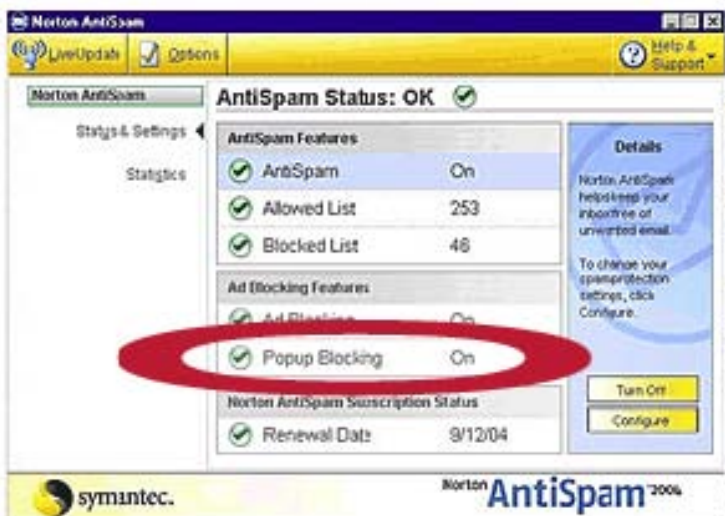 Norton AntiSpam
LiveUpdate Options Help & Support
Norton AntiSpam
Status & Settings
Statistics
AntiSpam Status: OK
AntiSpam Features
AntiSpam On
Allowed List 253
Blocked List 46
Ad Blocking Features
Ad Blocking On
Popup Blocking On
Norton AntiSpam Subscription Status
Renewal Date 9/12/04
Details
Norton AntiSpam
helps keep your
inbox free of
unwanted email.
To change your
spam protection
settings, click
Configure.
Turn Off
Configure
symantec.
Norton AntiSpam 2004